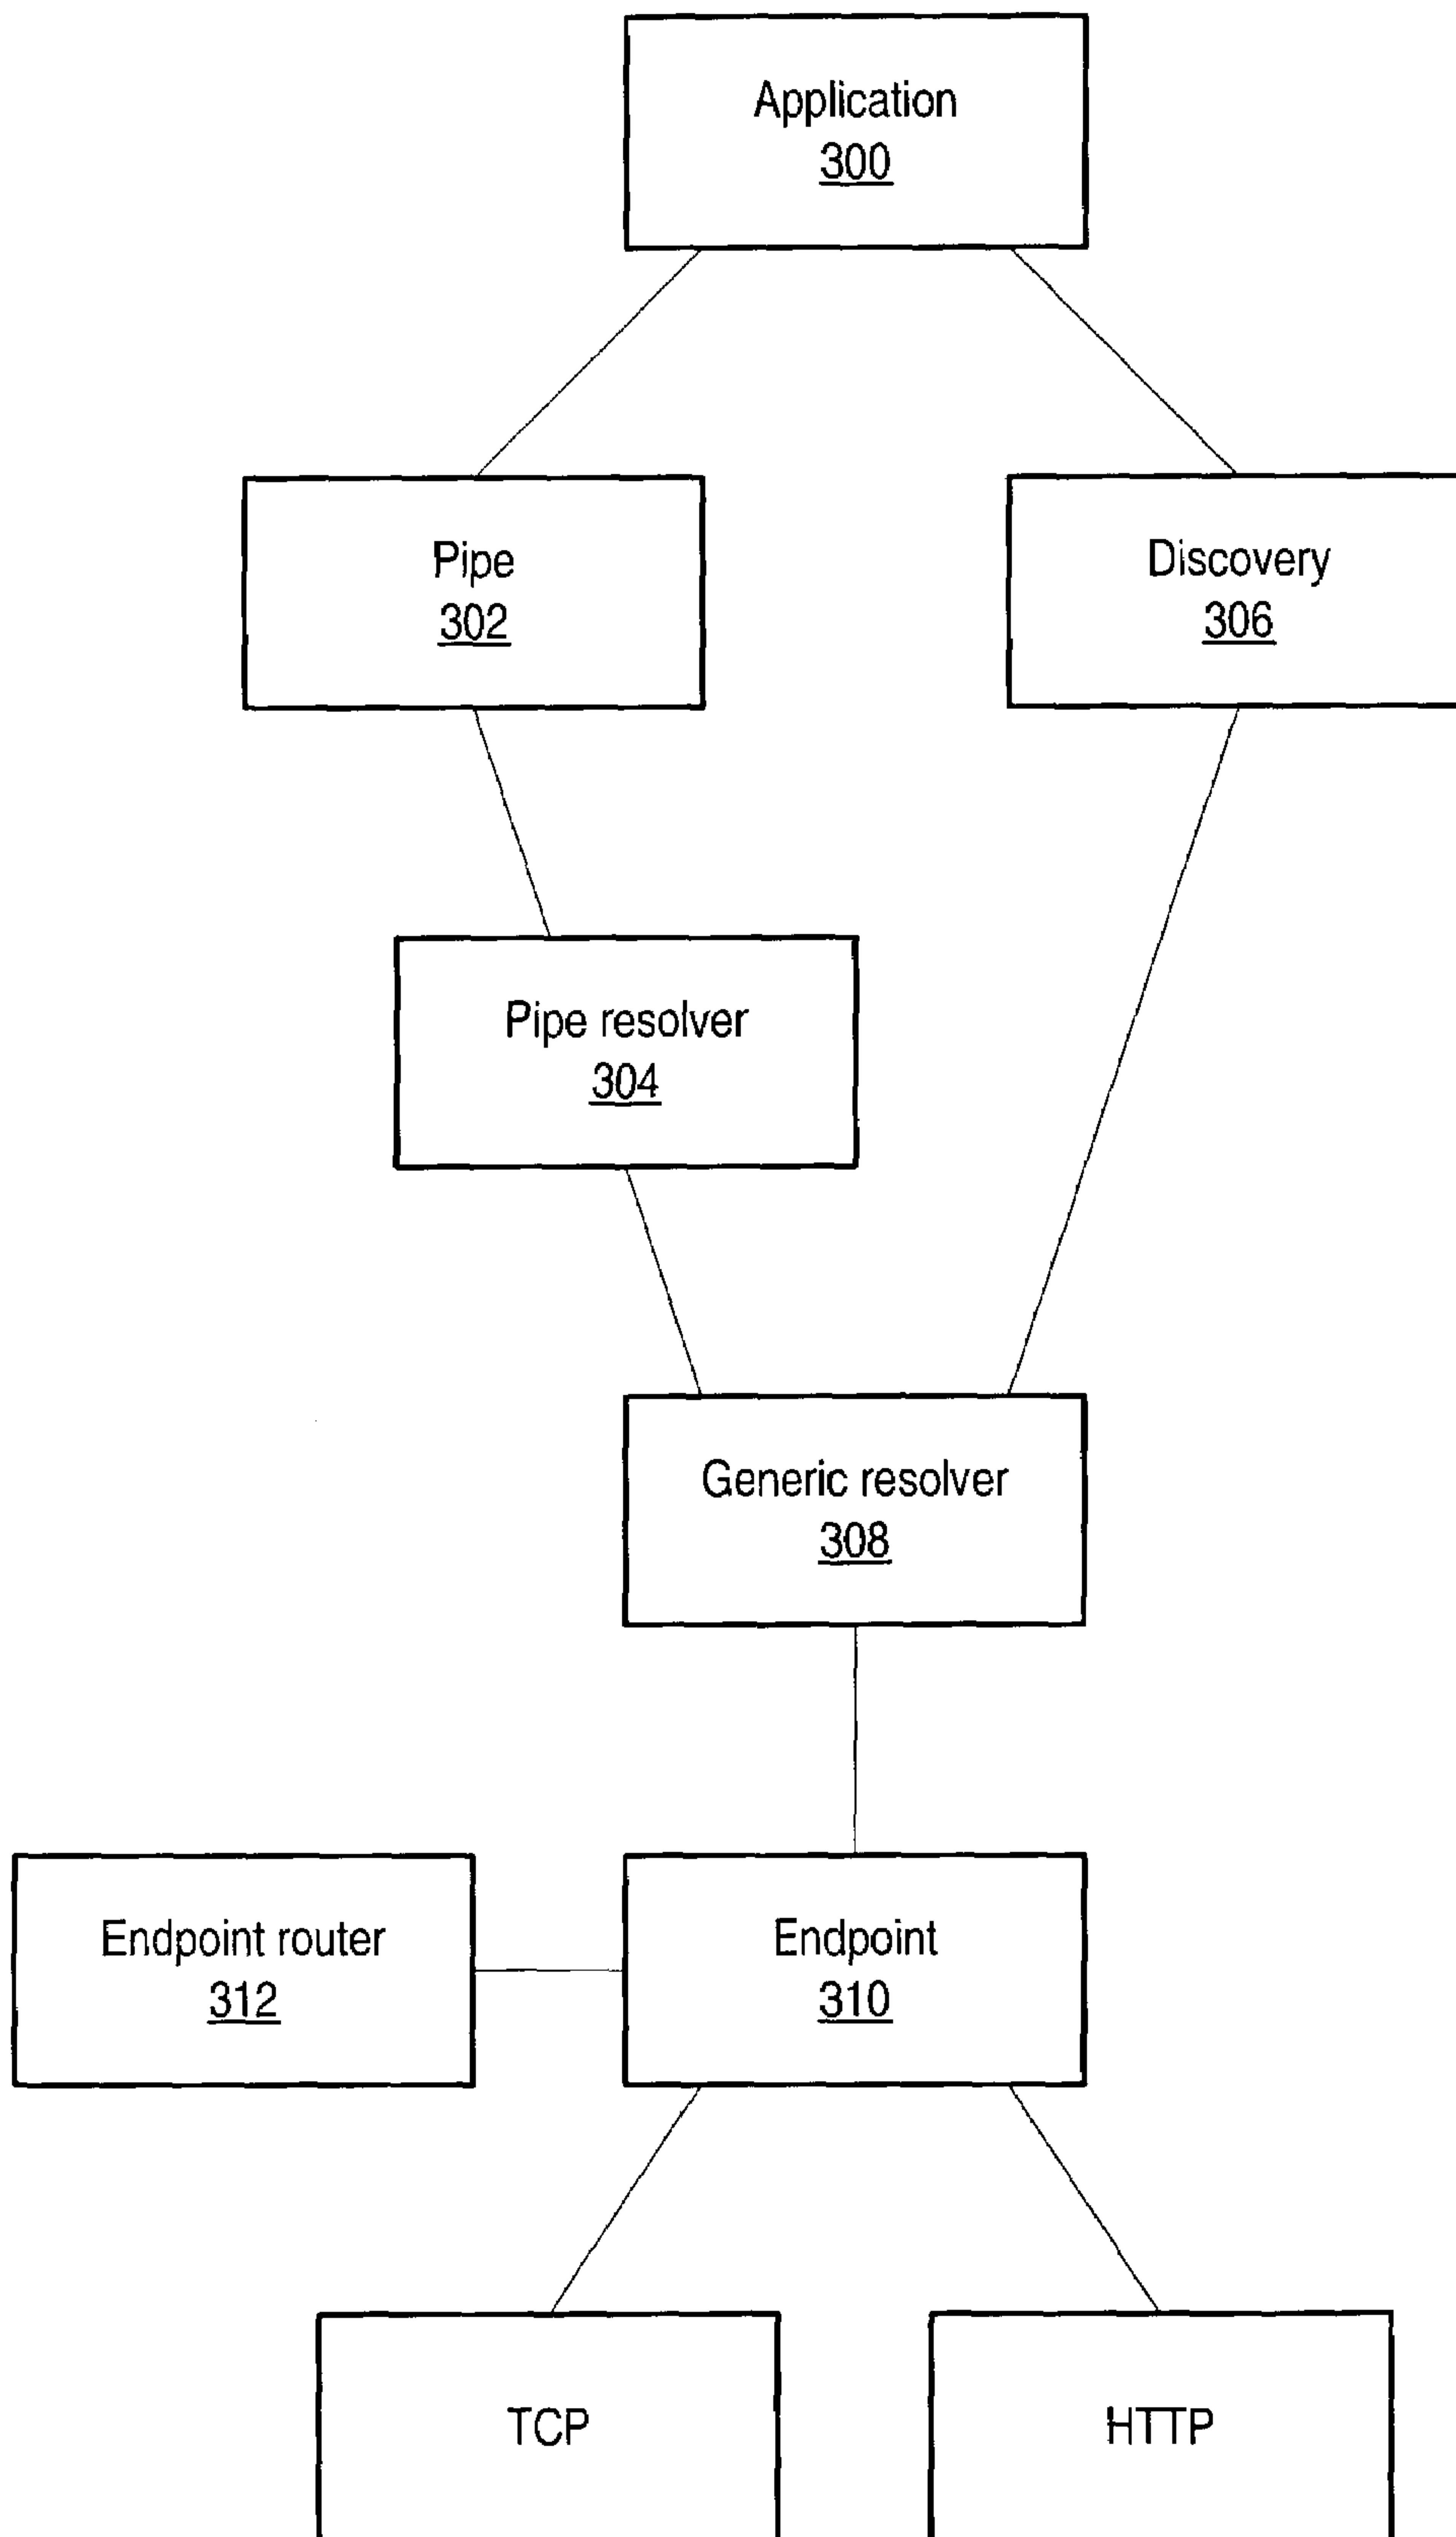 Application
300
Pipe
302
Discovery
306
Pipe resolver
304
Generic resolver
308
Endpoint router
312
Endpoint
310
TCP
HTTP